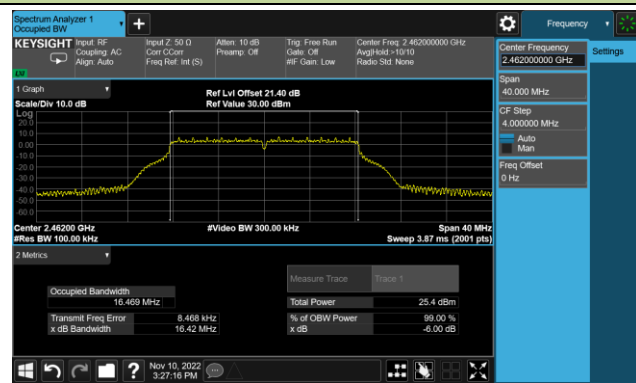 Spectrum Analyzer 1
Occupied BW
Frequency
KEYSIGHT
Input: RF
Coupling: AC
Align: Auto
Input Z: 50 Ω
Corr CCorr
Freq Ref: Int (S)
Atten: 10 dB
Preamp: Off
Trig: Free Run
Gate: Off
#IF Gain: Low
Center Freq: 2.462000000 GHz
Avg|Hold:>10/10
Radio Std: None
LXI
Center Frequency
2.462000000 GHz
Settings
Span
40.000 MHz
CF Step
4.000000 MHz
Auto
Man
Freq Offset
0 Hz
1 Graph
Scale/Div 10.0 dB
Ref Lvl Offset 21.40 dB
Ref Value 30.00 dBm
Log
20.0
10.0
0.00
-10.0
-20.0
-30.0
-40.0
-50.0
-60.0
Center 2.46200 GHz
#Res BW 100.00 kHz
#Video BW 300.00 kHz
Span 40 MHz
Sweep 3.87 ms (2001 pts)
2 Metrics
Measure Trace
Trace 1
Occupied Bandwidth
16.469 MHz
Total Power
25.4 dBm
Transmit Freq Error
8.468 kHz
% of OBW Power
99.00 %
x dB Bandwidth
16.42 MHz
x dB
-6.00 dB
?
Nov 10, 2022
3:27:16 PM